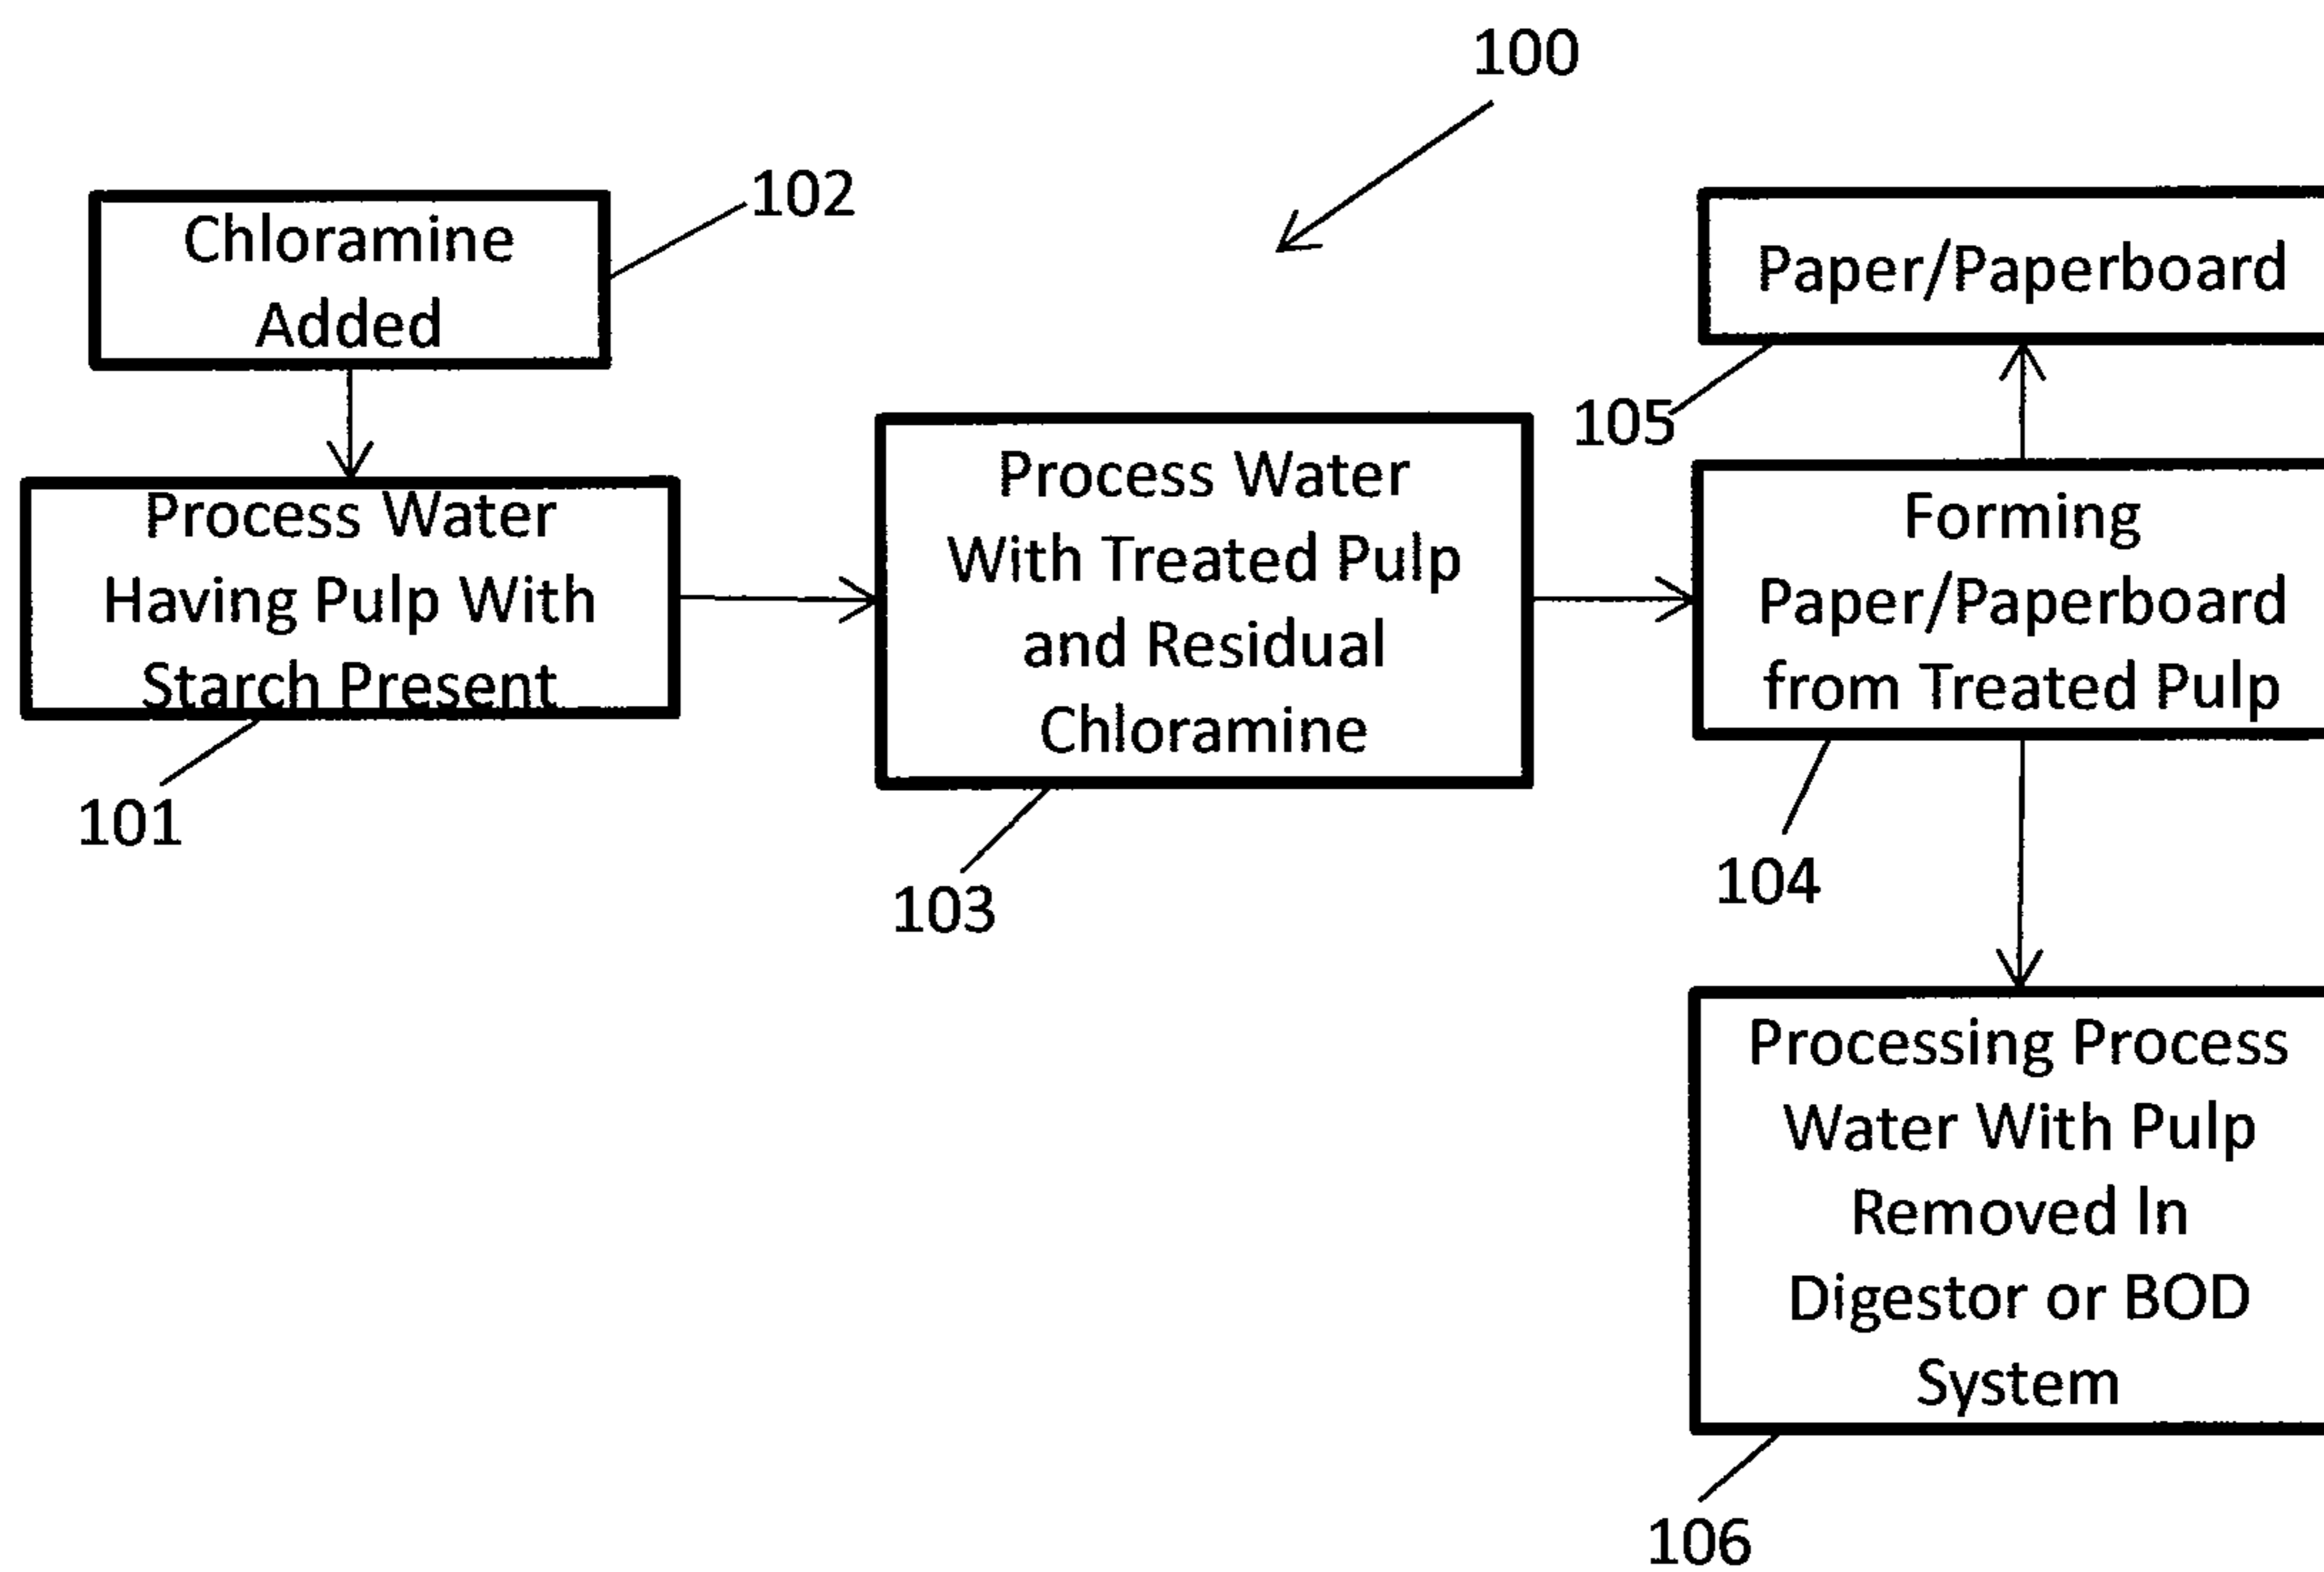 100
102
Chloramine
Added
Process Water
Having Pulp With
Starch Present
101
Process Water
With Treated Pulp
and Residual
Chloramine
103
Paper/Paperboard
105
Forming
Paper/Paperboard
from Treated Pulp
104
Processing Process
Water With Pulp
Removed In
Digestor or BOD
System
106